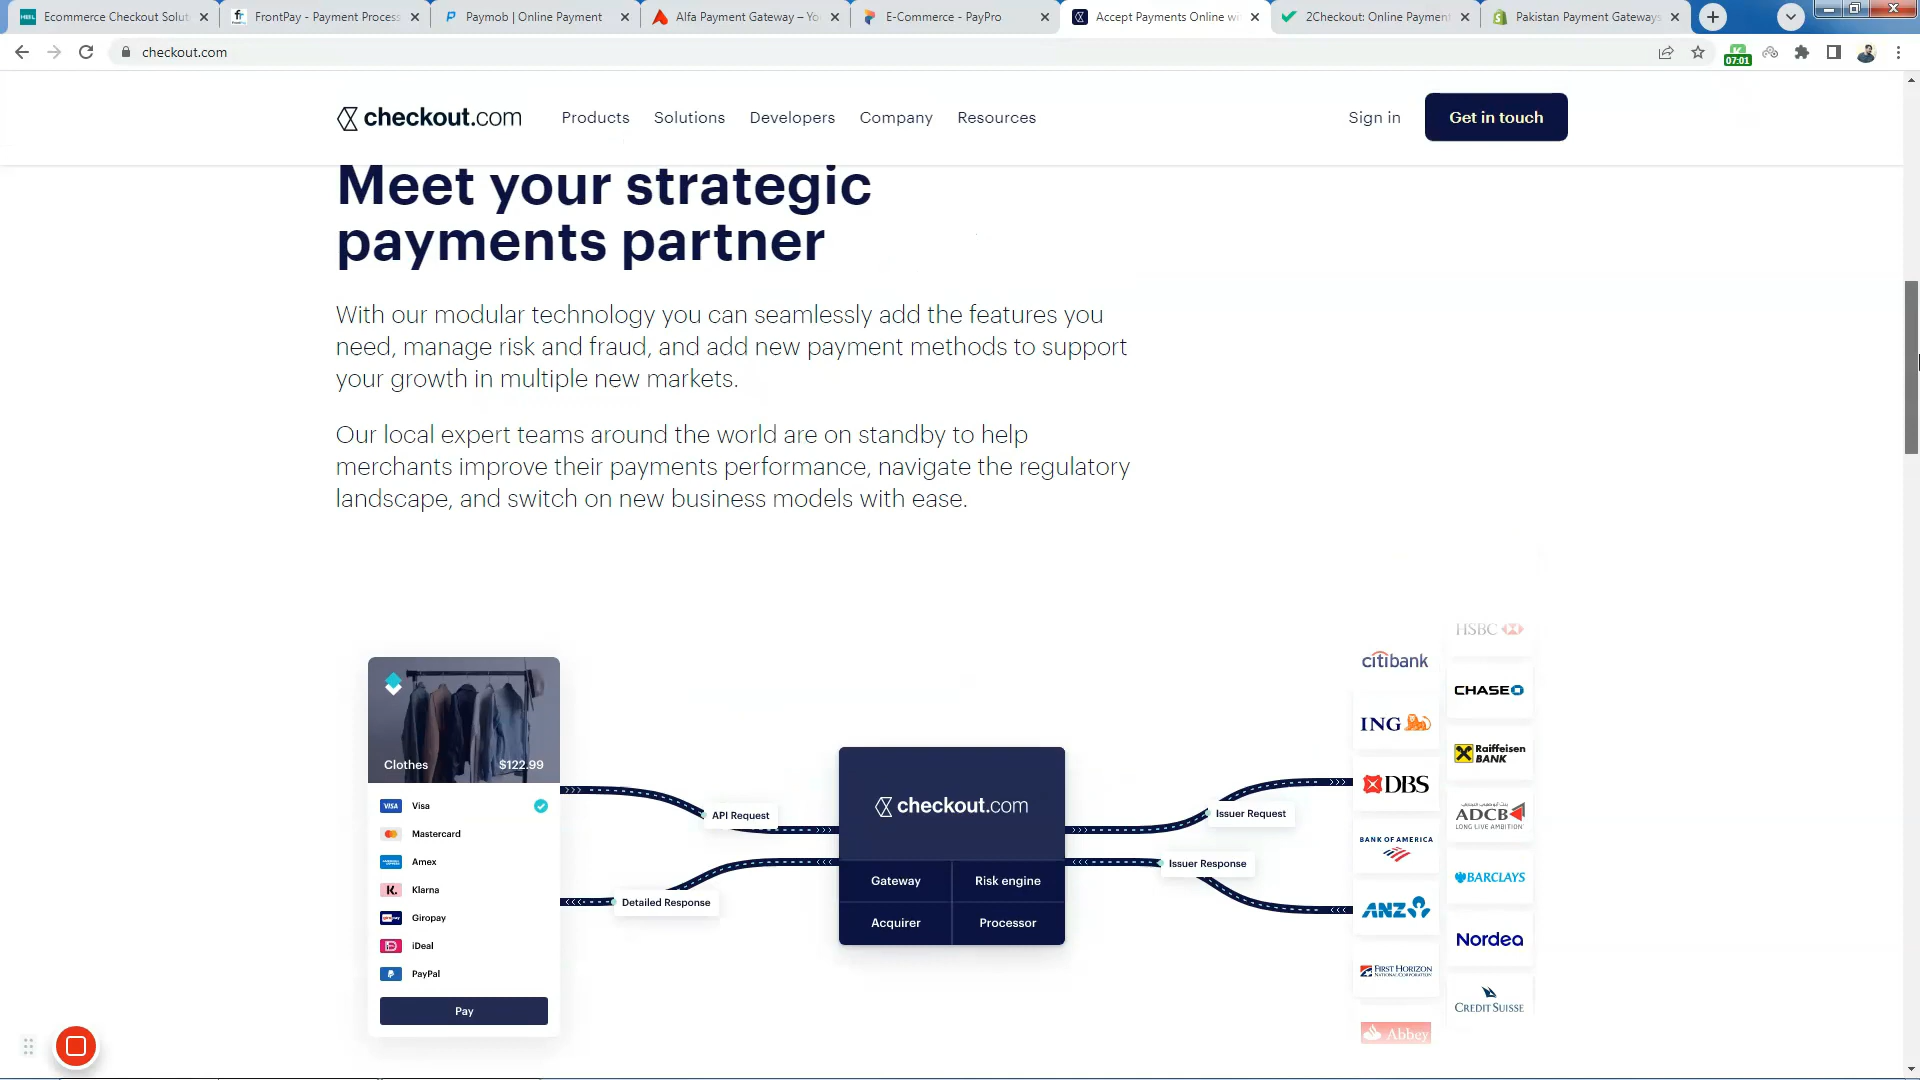 Ecommerce Checkout Solut
FrontPay - Payment Process
Paymob | Online Payment
Alfa Payment Gateway – Yo
E-Commerce - PayPro
Accept Payments Online wi
2Checkout: Online Payment
Pakistan Payment Gateways
checkout.com
07:01
checkout.com
Products
Solutions
Developers
Company
Resources
Sign in
Get in touch
Meet your strategic
payments partner
With our modular technology you can seamlessly add the features you
need, manage risk and fraud, and add new payment methods to support
your growth in multiple new markets.
Our local expert teams around the world are on standby to help
merchants improve their payments performance, navigate the regulatory
landscape, and switch on new business models with ease.
Clothes $122.99
VISA Visa
Mastercard
Amex
K. Klarna
Giropay
iDeal
PayPal
Pay
API Request
Detailed Response
checkout.com
Gateway
Risk engine
Acquirer
Processor
Issuer Request
Issuer Response
HSBC
citibank
CHASE
ING
Raiffeisen
BANK
DBS
ADCB
LONG LIVE AMBITION
BANK OF AMERICA
BARCLAYS
ANZ
Nordea
FIRST HORIZON
NATIONAL CORPORATION
CREDIT SUISSE
Abbey